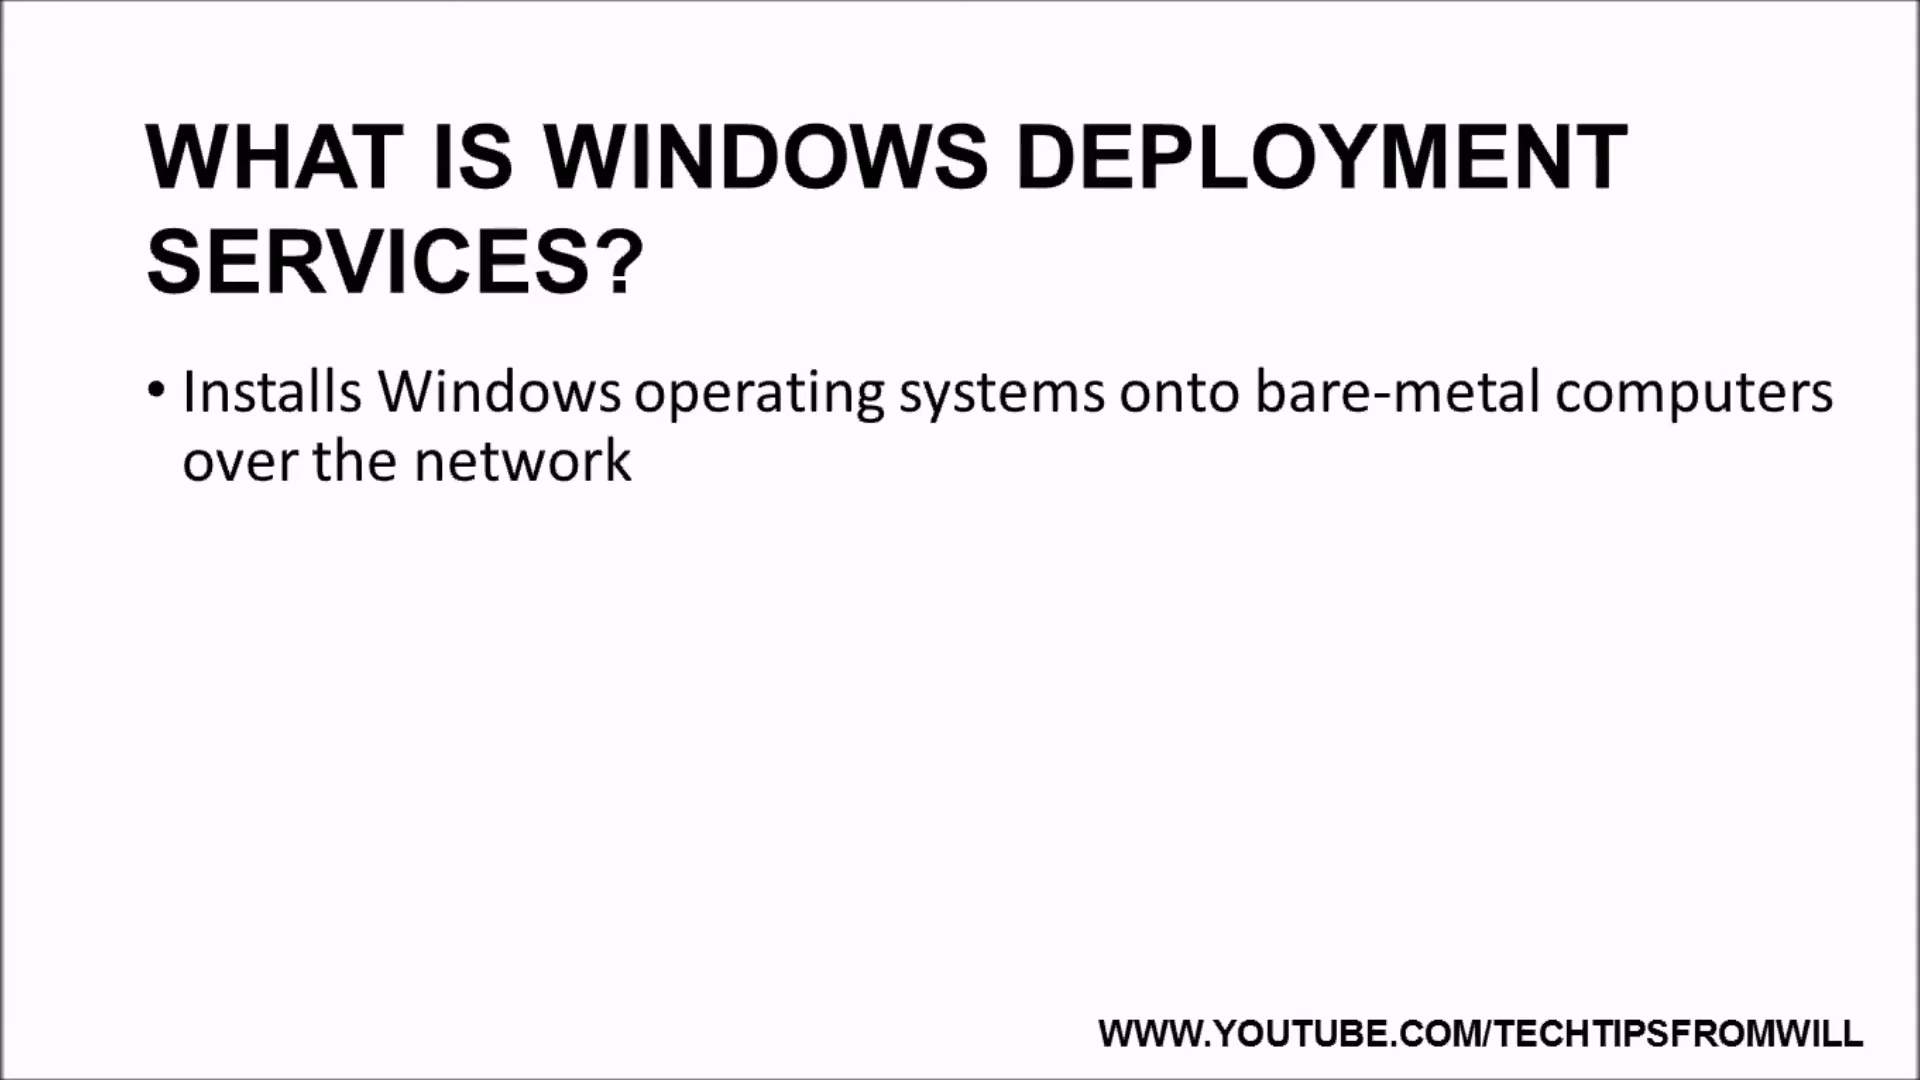 WHAT IS WINDOWS DEPLOYMENT
SERVICES?
• Installs Windows operating systems onto bare-metal computers
over the network
WWW.YOUTUBE.COM/TECHTIPSFROMWILL